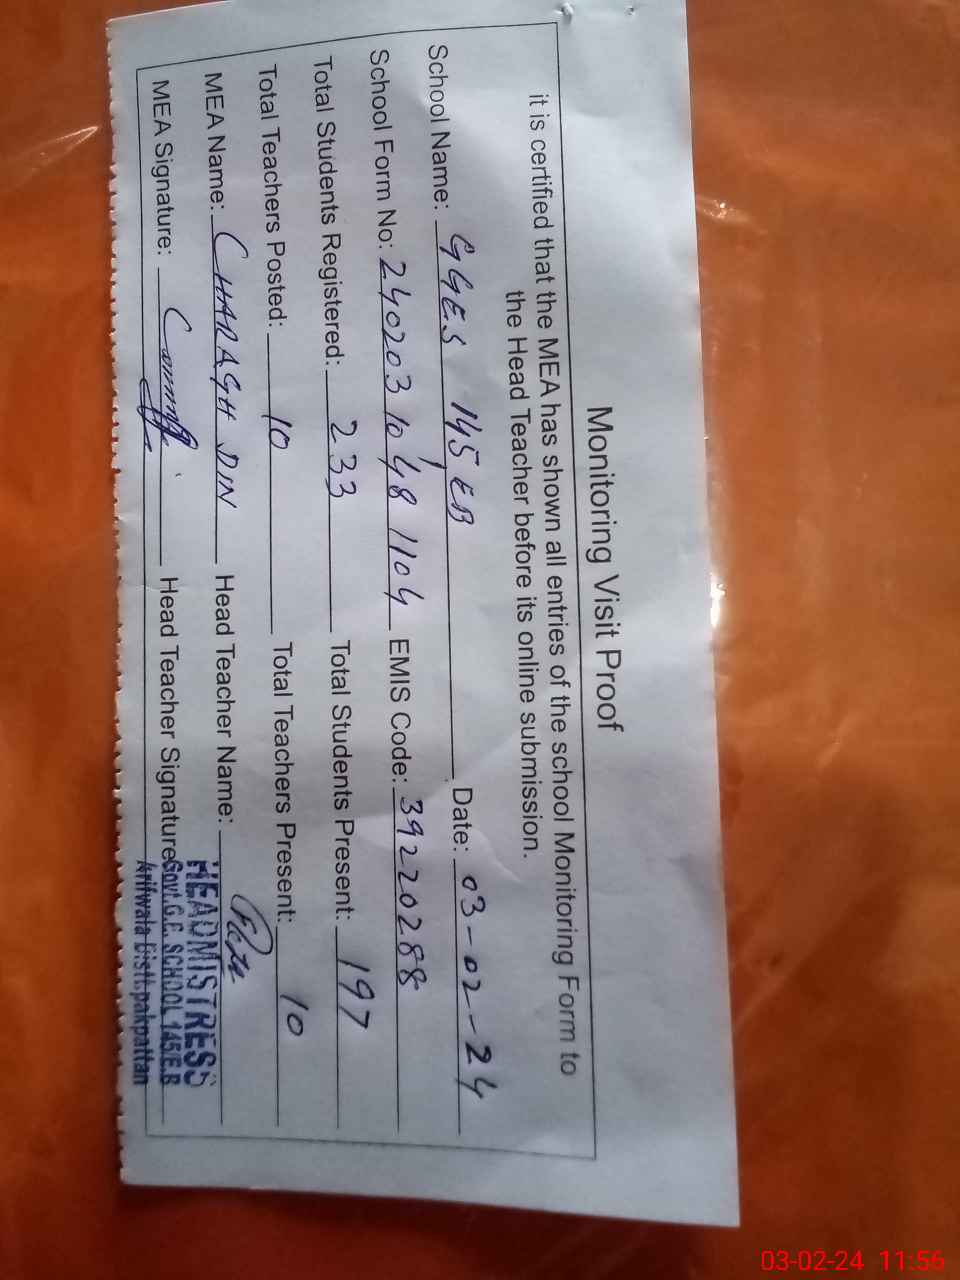 Monitoring Visit Proof
it is certified that the MEA has shown all entries of the school Monitoring Form to
the Head Teacher before its online submission.
School Name: GGES 145 EB Date: 03-02-24
School Form No: 24020310481104 EMIS Code: 39220288
Total Students Registered: 233 Total Students Present: 197
Total Teachers Posted: 10 Total Teachers Present: 10
MEA Name: CHARAGH DIN Head Teacher Name:
MEA Signature: Head Teacher Signature
HEADMISTRESS
Govt.G.C. SCHOOL 145/E.B
Arifwala Distt.pakpattan
03-02-24 11:56